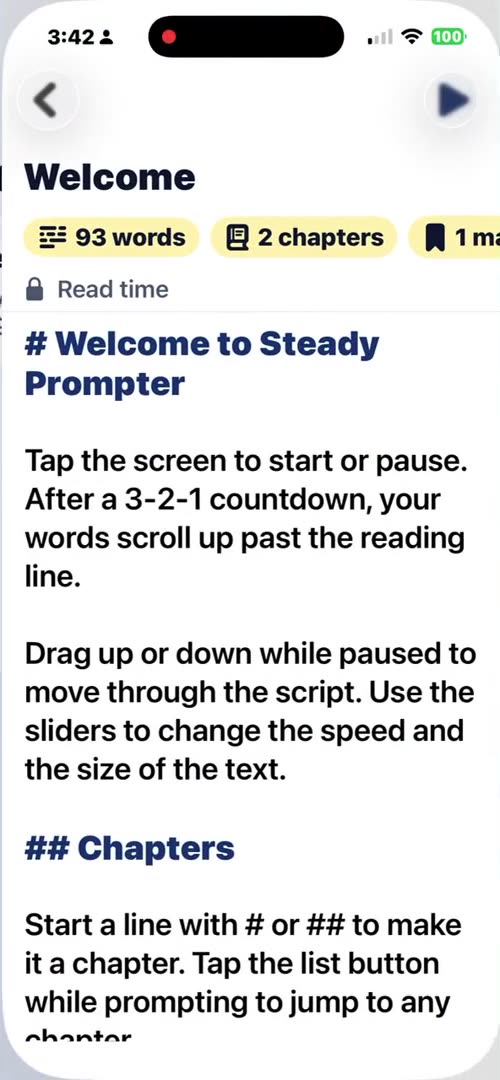 3:42
100
Welcome
93 words
2 chapters
1 ma
Read time
# Welcome to Steady
Prompter
Tap the screen to start or pause.
After a 3-2-1 countdown, your
words scroll up past the reading
line.
Drag up or down while paused to
move through the script. Use the
sliders to change the speed and
the size of the text.
## Chapters
Start a line with # or ## to make
it a chapter. Tap the list button
while prompting to jump to any
chapter